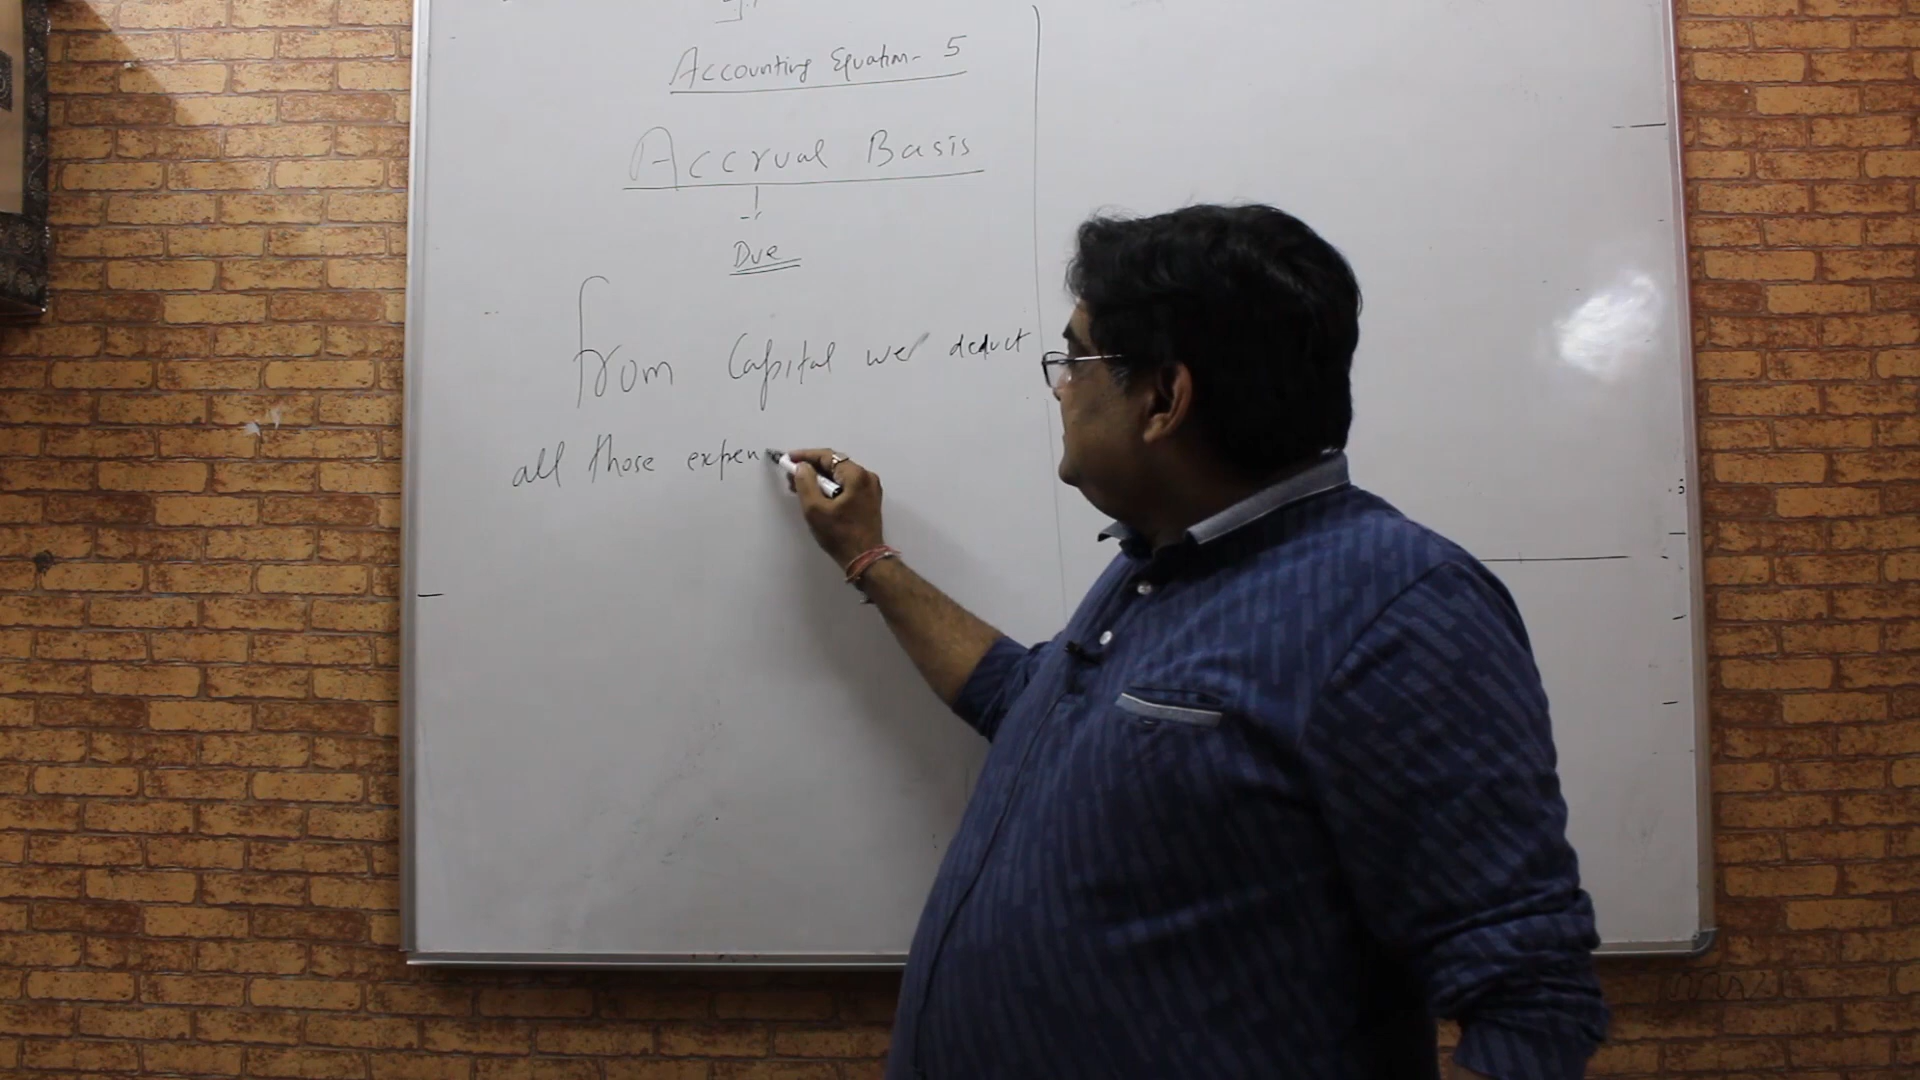 Accounting Equation- 5
Accrual Basis
Due
from Capital we deduct
all those expen